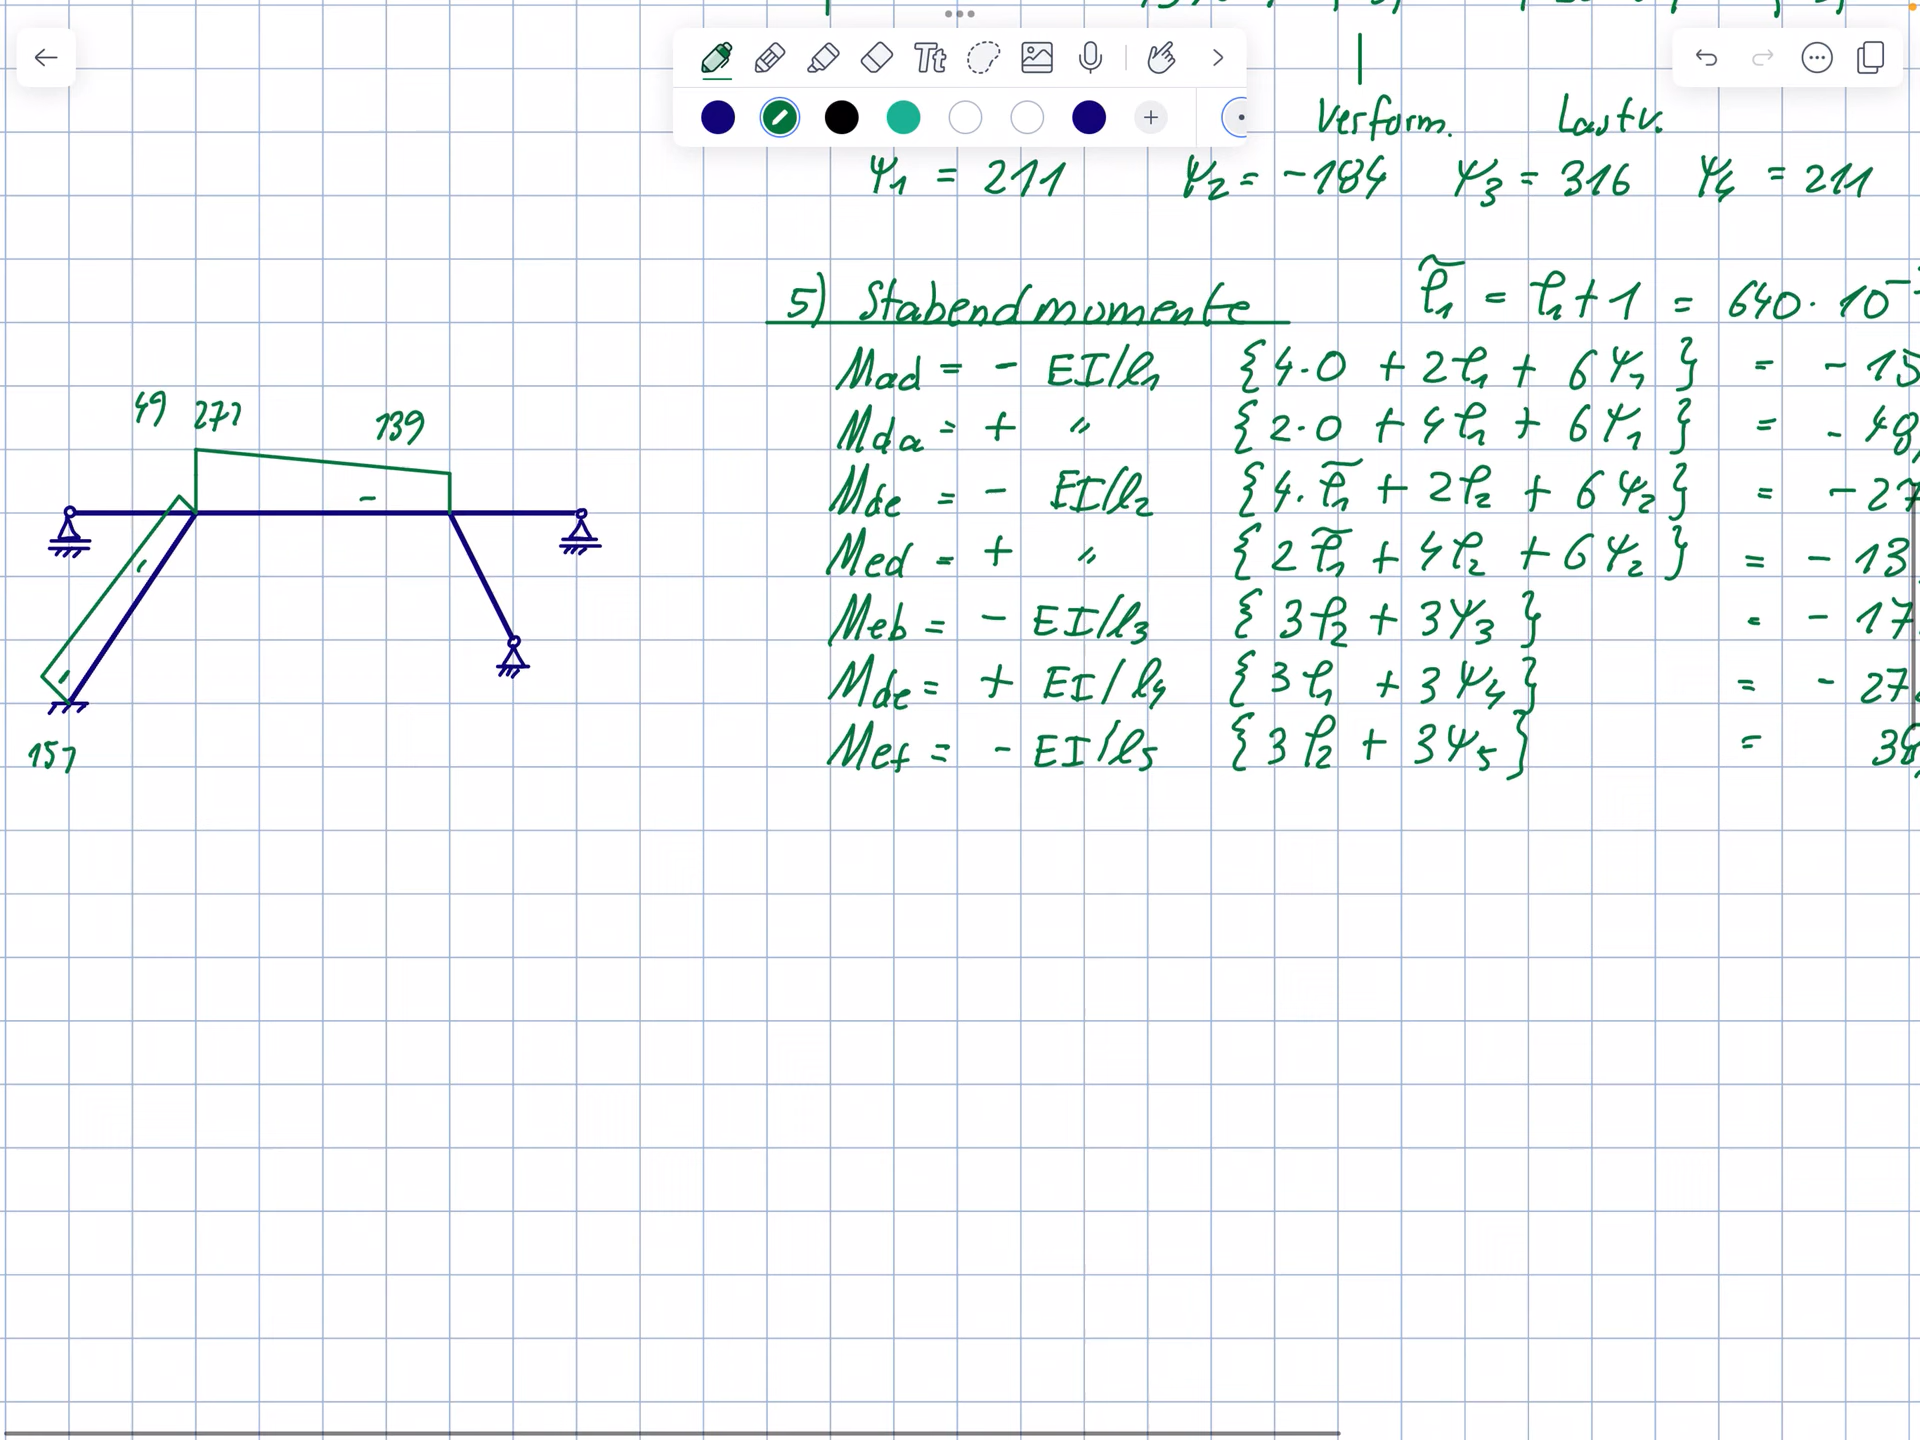 Verform. Lastv.
Ψ1 = 211 Ψ2 = -184 Ψ3 = 316 Ψ4 = 211
5) Stabendmomente φ̃1 = φ1 + 1 = 640 · 10⁻
Mad = - EI/l1 {4·0 + 2φ1 + 6Ψ1} = - 15
Mda = + " {2·0 + 4φ1 + 6Ψ1} = - 48,
Mde = - EI/l2 {4·φ̃1 + 2φ2 + 6Ψ2} = - 27
Med = + " {2φ̃1 + 4φ2 + 6Ψ2} = - 13
Meb = - EI/l3 {3φ2 + 3Ψ3} = - 17
Mde = + EI/l4 {3φ1 + 3Ψ4} = - 27
Mef = - EI/l5 {3φ2 + 3Ψ5} = 38
49 277 139
-
157